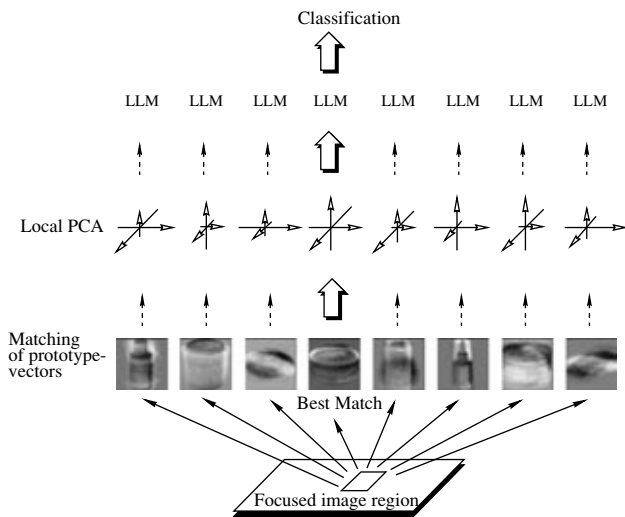 Classification
LLM LLM LLM LLM LLM LLM LLM LLM
Local PCA
Matching
of prototype-
vectors
Best Match
Focused image region